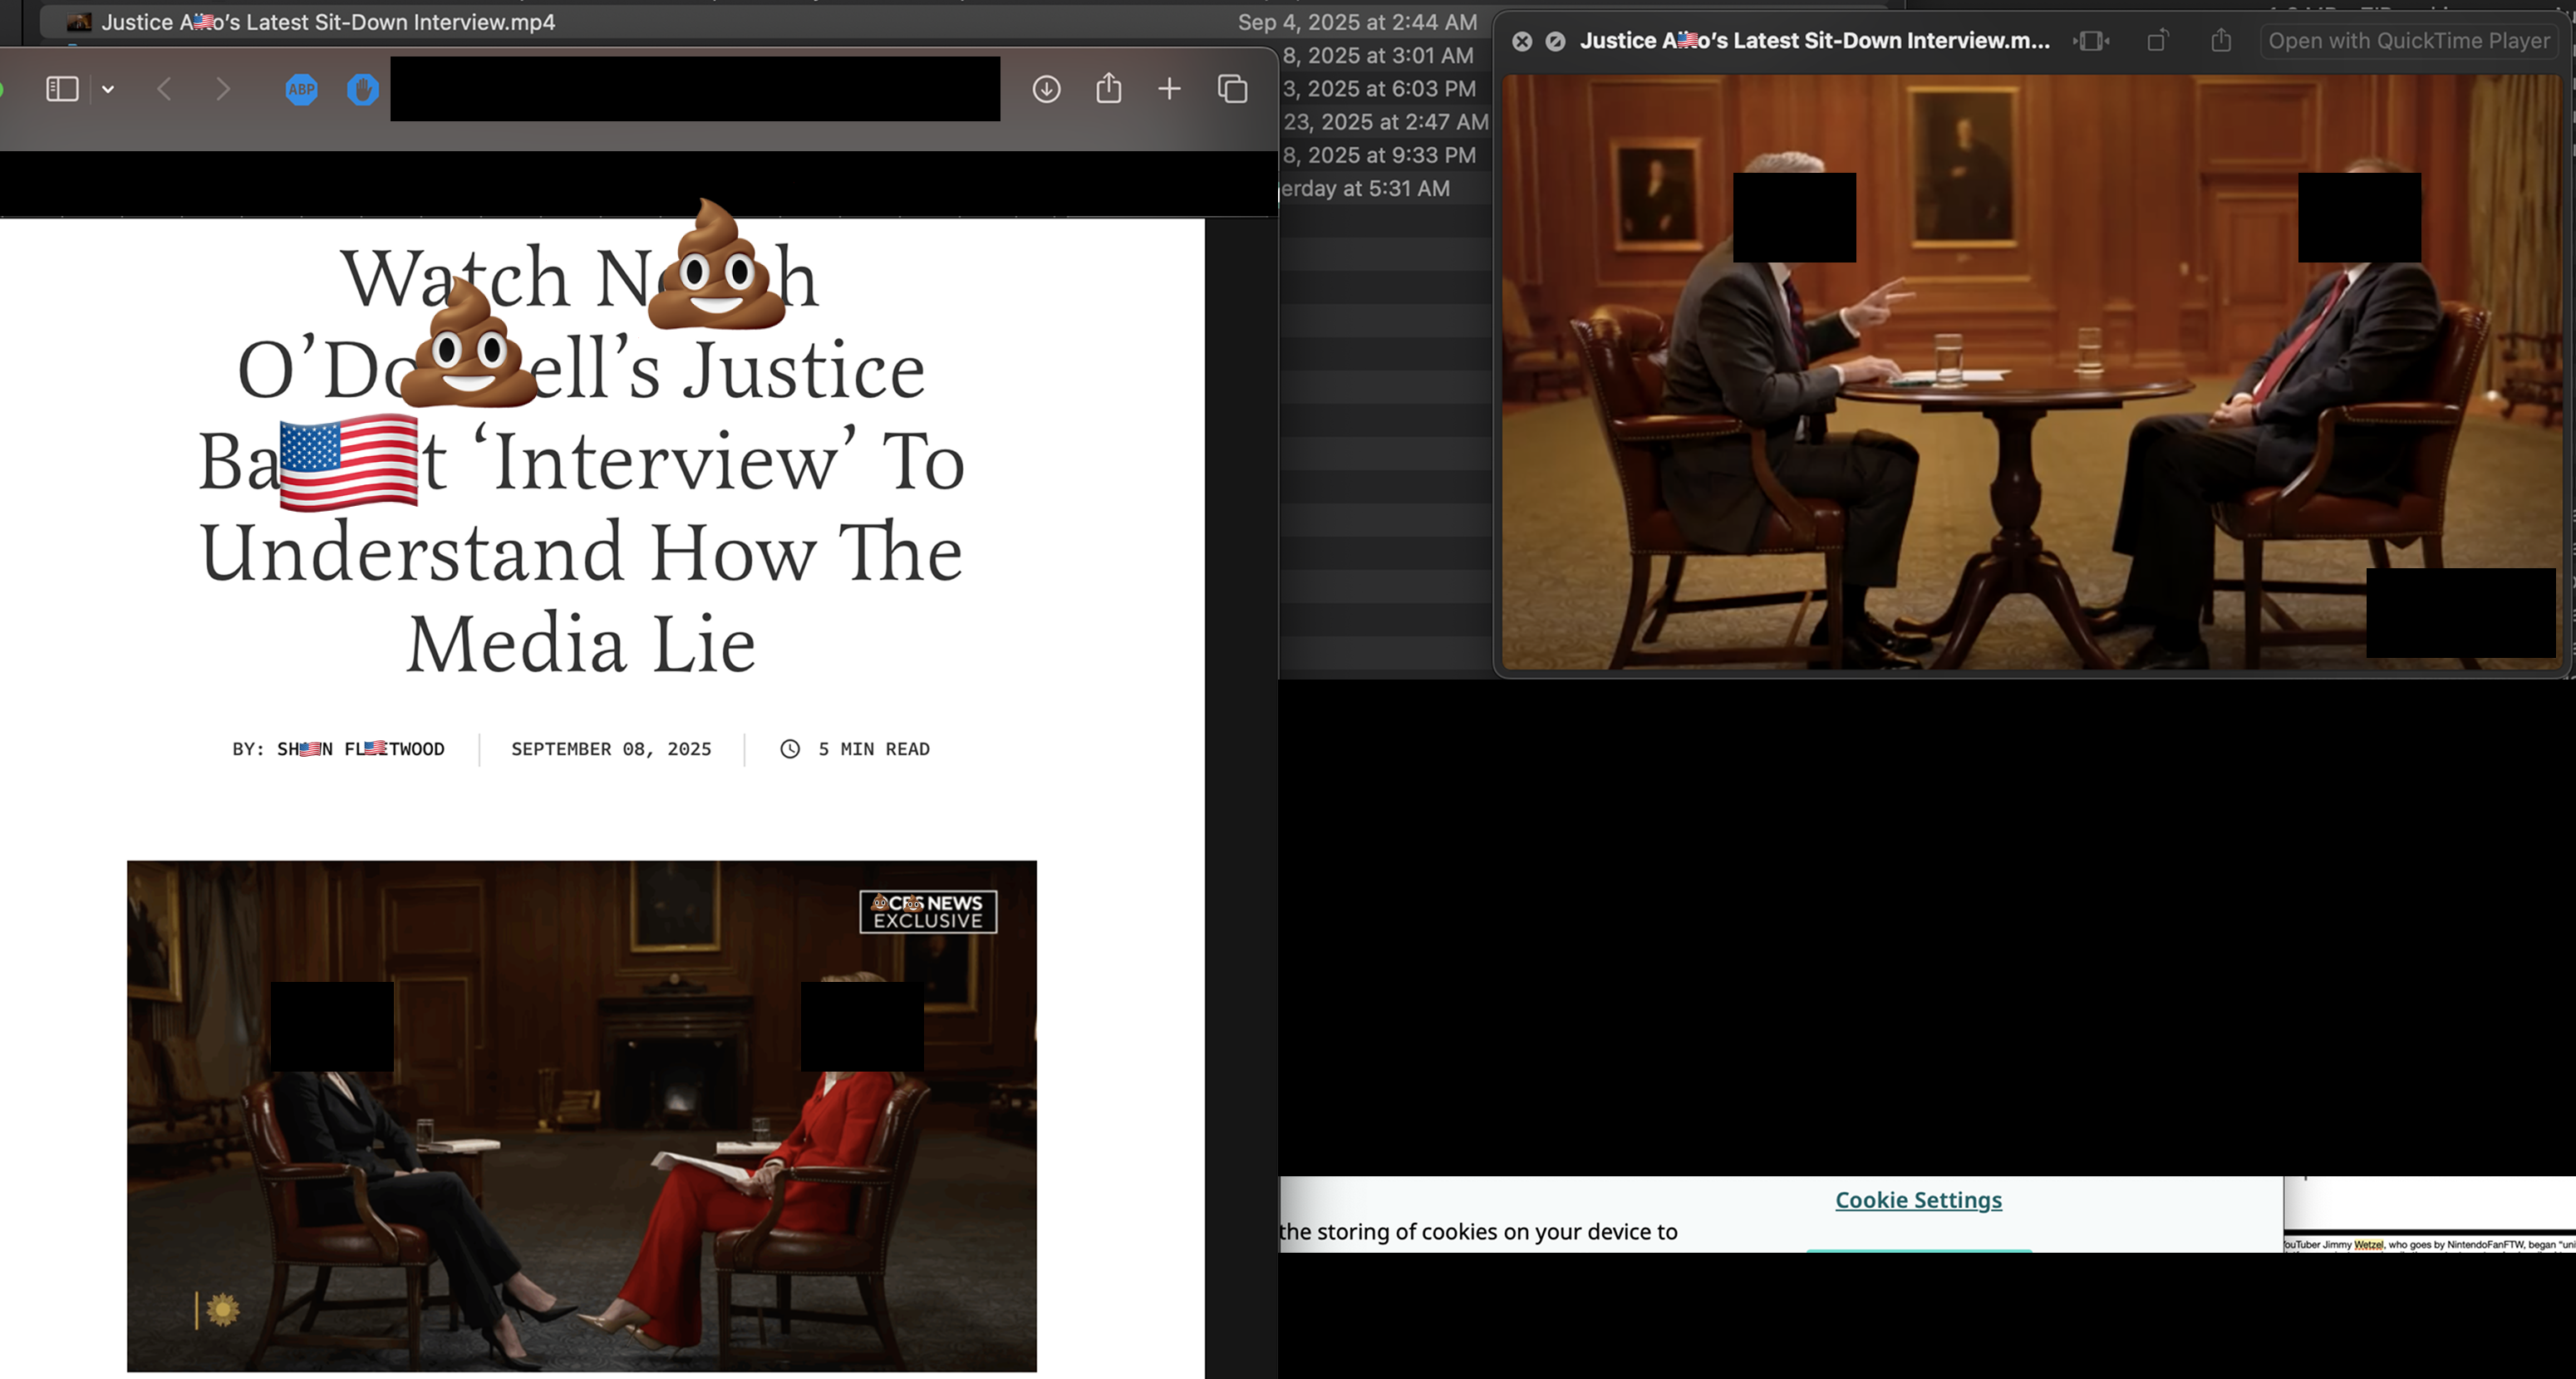 Justice A🇺🇸o’s Latest Sit-Down Interview.mp4
Sep 4, 2025 at 2:44 AM
8, 2025 at 3:01 AM
3, 2025 at 6:03 PM
23, 2025 at 2:47 AM
8, 2025 at 9:33 PM
erday at 5:31 AM
Justice A🇺🇸o’s Latest Sit-Down Interview.m...
Open with QuickTime Player
ABP
Watch N💩h
O’Do💩ell’s Justice
Ba🇺🇸t ‘Interview’ To
Understand How The
Media Lie
BY: SH🇺🇸N FL🇺🇸ETWOOD
SEPTEMBER 08, 2025
5 MIN READ
CBS NEWS
EXCLUSIVE
Cookie Settings
the storing of cookies on your device to
ouTuber Jimmy Wetzel, who goes by NintendoFanFTW, began "uni